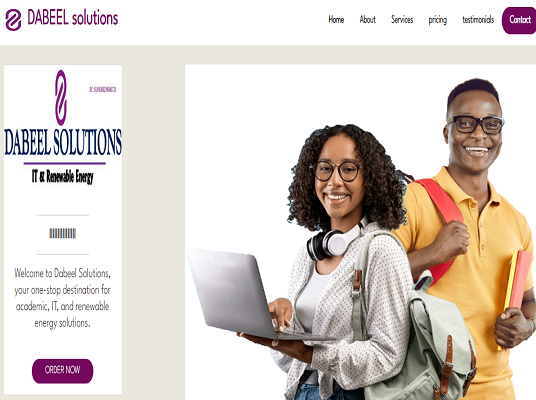 DABEEL solutions
Home About Services pricing testimonials Contact
DABEEL SOLUTIONS
IT & Renewable Energy
Welcome to Dabeel Solutions,
your one-stop destination for
academic, IT, and renewable
energy solutions.
ORDER NOW